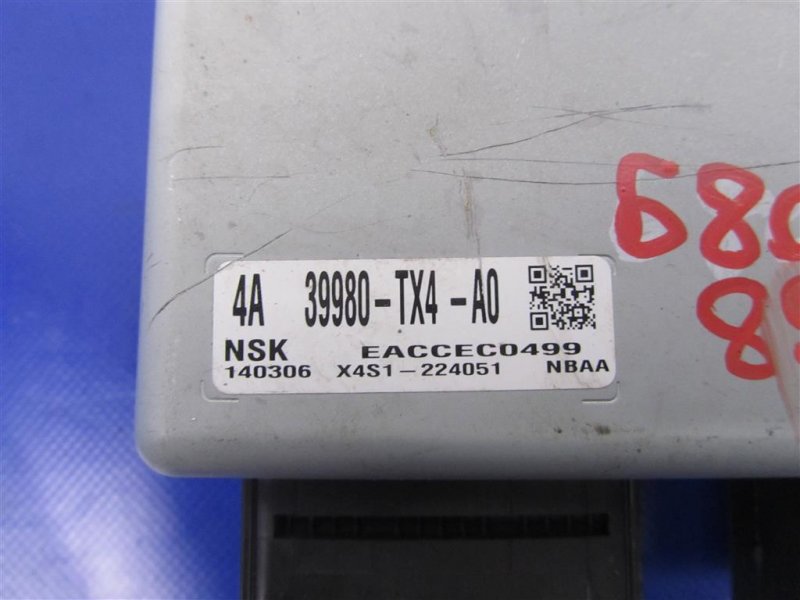 4A 39980-TX4-A0
NSK EACCEC0499
140306 X4S1-224051 NBAA